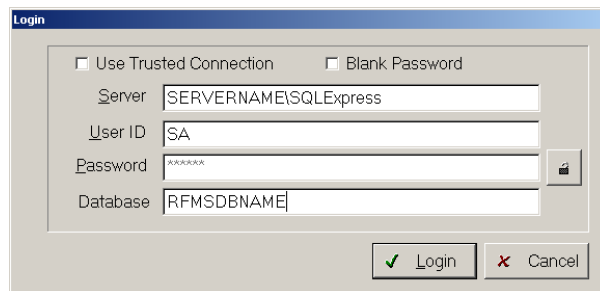 Login
Use Trusted Connection Blank Password
Server SERVERNAME\SQLExpress
User ID SA
Password ******
Database RFMSDBNAME
Login Cancel